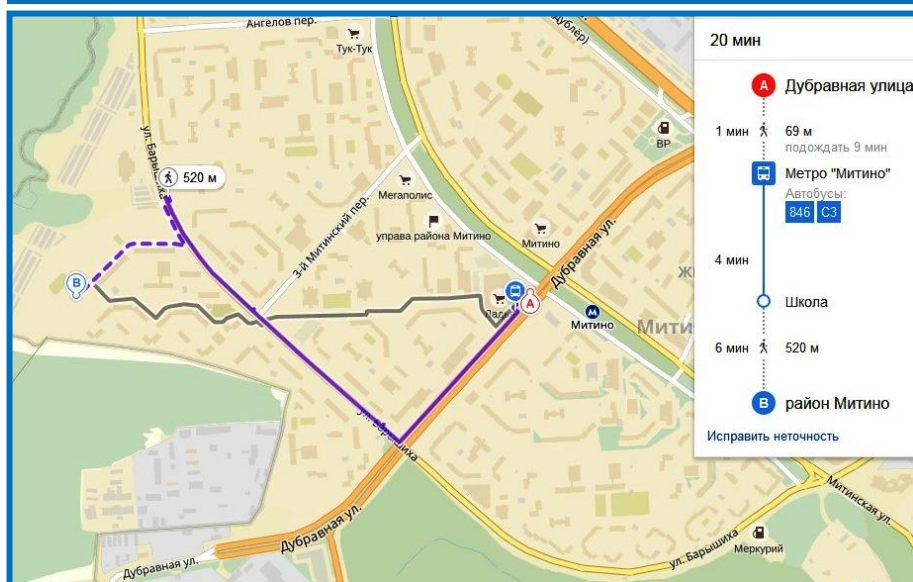 Ангелов пер.
Тук-Тук
Дублёр)
BP
ул. Барышиха
520 м
Мегаполис
3-й Митинский пер.
управа района Митино
Митино
Дубравная ул.
B
A
Митино
Мити
ул. Барышиха
Дубравная ул.
Дубравная ул.
Митинская ул.
ул. Барышиха
Меркурий
20 мин
A Дубравная улица
1 мин 69 м
подождать 9 мин
Метро "Митино"
Автобусы:
846 С3
4 мин
Школа
6 мин 520 м
B район Митино
Исправить неточность